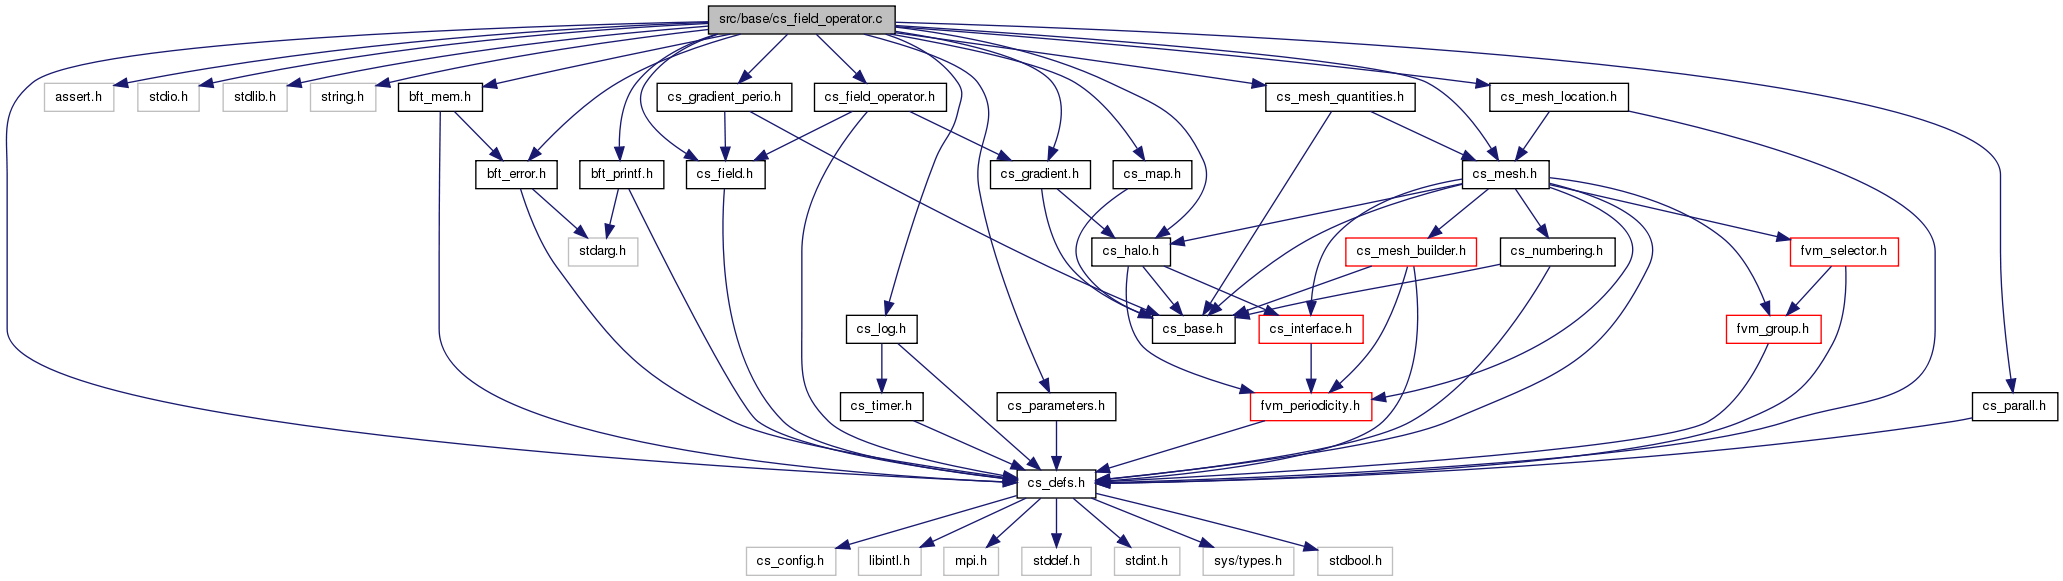 src/base/cs_field_operator.c
assert.h
stdio.h
stdlib.h
string.h
bft_mem.h
cs_gradient_perio.h
cs_field_operator.h
cs_mesh_quantities.h
cs_mesh_location.h
bft_error.h
bft_printf.h
cs_field.h
cs_gradient.h
cs_map.h
cs_mesh.h
stdarg.h
cs_halo.h
cs_mesh_builder.h
cs_numbering.h
fvm_selector.h
cs_log.h
cs_base.h
cs_interface.h
fvm_group.h
cs_timer.h
cs_parameters.h
fvm_periodicity.h
cs_parall.h
cs_defs.h
cs_config.h
libintl.h
mpi.h
stddef.h
stdint.h
sys/types.h
stdbool.h